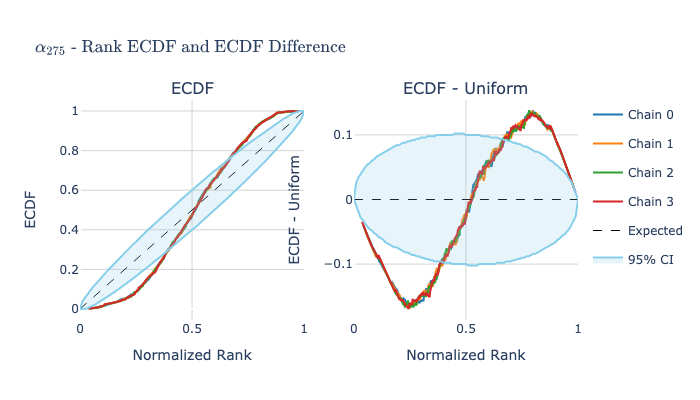 α₂₇₅ - Rank ECDF and ECDF Difference
ECDF
ECDF - Uniform
1
0.8
0.6
0.4
0.2
0
ECDF
0
0.5
1
Normalized Rank
0.1
0
−0.1
ECDF - Uniform
0
0.5
1
Normalized Rank
Chain 0
Chain 1
Chain 2
Chain 3
Expected
95% CI